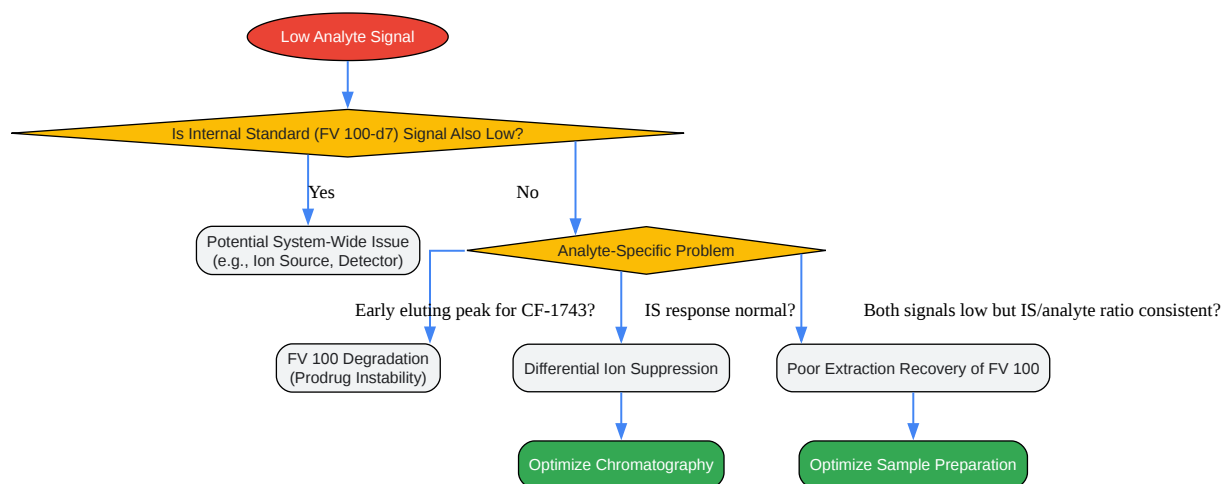 Low Analyte Signal
Is Internal Standard (FV 100-d7) Signal Also Low?
Yes
No
Potential System-Wide Issue
(e.g., Ion Source, Detector)
Analyte-Specific Problem
Early eluting peak for CF-1743?
IS response normal?
Both signals low but IS/analyte ratio consistent?
FV 100 Degradation
(Prodrug Instability)
Differential Ion Suppression
Poor Extraction Recovery of FV 100
Optimize Chromatography
Optimize Sample Preparation